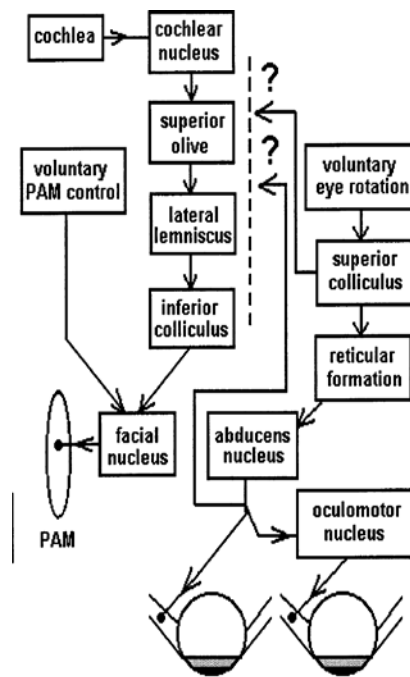 cochlea
cochlear
nucleus
?
superior
olive
?
voluntary
PAM control
voluntary
eye rotation
lateral
lemniscus
superior
colliculus
inferior
colliculus
reticular
formation
facial
nucleus
abducens
nucleus
PAM
oculomotor
nucleus